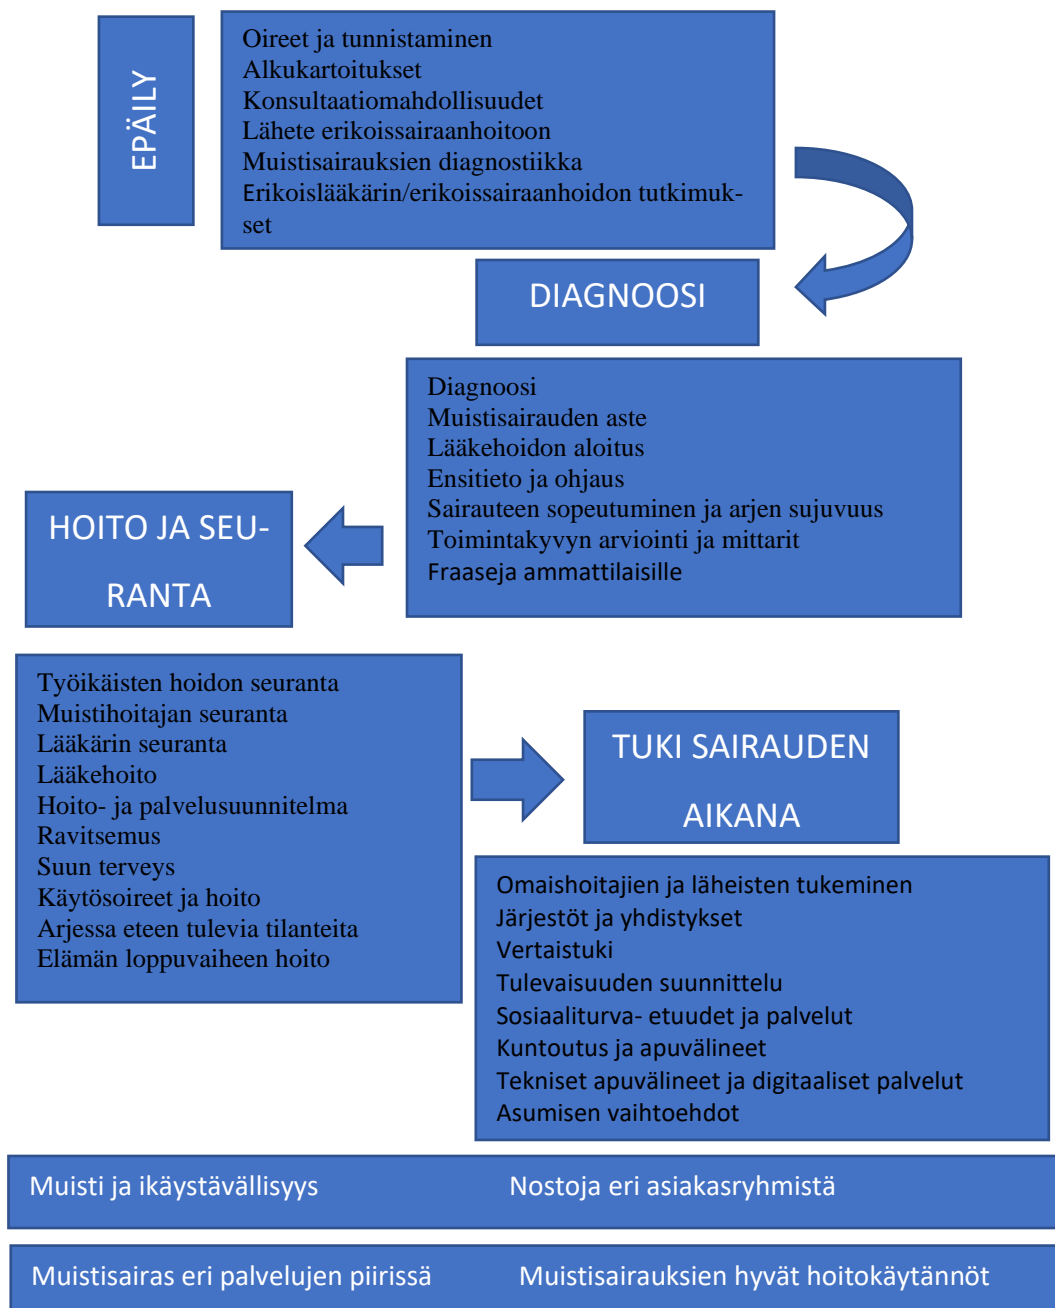 EPÄILY
Oireet ja tunnistaminen
Alkukartoitukset
Konsultaatiomahdollisuudet
Lähete erikoissairaanhoitoon
Muistisairauksien diagnostiikka
Erikoislääkärin/erikoissairaanhoidon tutkimuk-
set
DIAGNOOSI
Diagnoosi
Muistisairauden aste
Lääkehoidon aloitus
Ensitieto ja ohjaus
Sairauteen sopeutuminen ja arjen sujuvuus
Toimintakyvyn arviointi ja mittarit
Fraaseja ammattilaisille
HOITO JA SEU-
RANTA
Työikäisten hoidon seuranta
Muistihoitajan seuranta
Lääkärin seuranta
Lääkehoito
Hoito- ja palvelusuunnitelma
Ravitsemus
Suun terveys
Käytösoireet ja hoito
Arjessa eteen tulevia tilanteita
Elämän loppuvaiheen hoito
TUKI SAIRAUDEN
AIKANA
Omaishoitajien ja läheisten tukeminen
Järjestöt ja yhdistykset
Vertaistuki
Tulevaisuuden suunnittelu
Sosiaaliturva- etuudet ja palvelut
Kuntoutus ja apuvälineet
Tekniset apuvälineet ja digitaaliset palvelut
Asumisen vaihtoehdot
Muisti ja ikäystävällisyys Nostoja eri asiakasryhmistä
Muistisairas eri palvelujen piirissä Muistisairauksien hyvät hoitokäytännöt